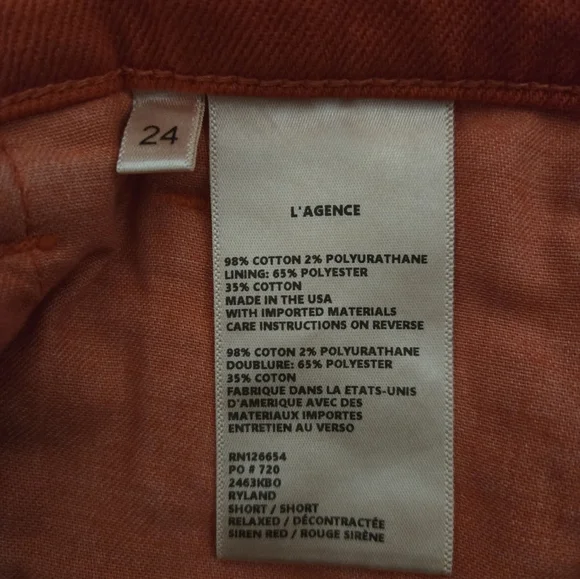 24
L'AGENCE
98% COTTON 2% POLYURATHANE
LINING: 65% POLYESTER
35% COTTON
MADE IN THE USA
WITH IMPORTED MATERIALS
CARE INSTRUCTIONS ON REVERSE
98% COTON 2% POLYURATHANE
DOUBLURE: 65% POLYESTER
35% COTON
FABRIQUE DANS LA ETATS-UNIS
D'AMERIQUE AVEC DES
MATERIAUX IMPORTES
ENTRETIEN AU VERSO
RN126654
PO # 720
2463KBO
RYLAND
SHORT / SHORT
RELAXED / DÉCONTRACTÉE
SIREN RED / ROUGE SIRÈNE